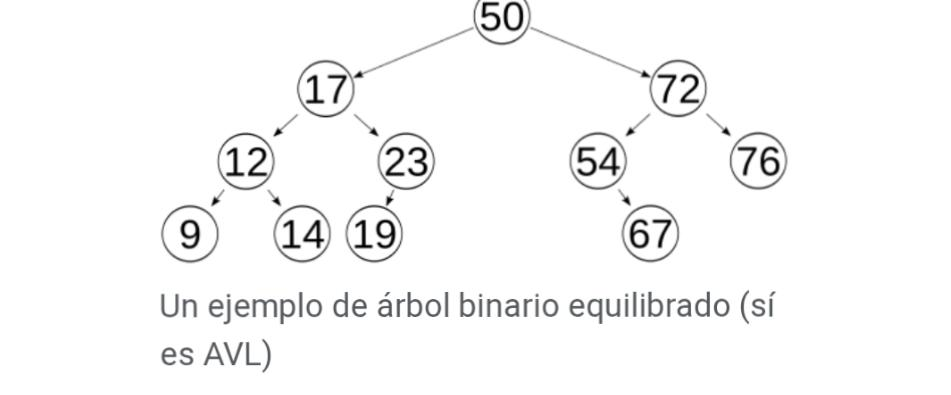 50
17 72
12 23 54 76
9 14 19 67
Un ejemplo de árbol binario equilibrado (sí
es AVL)